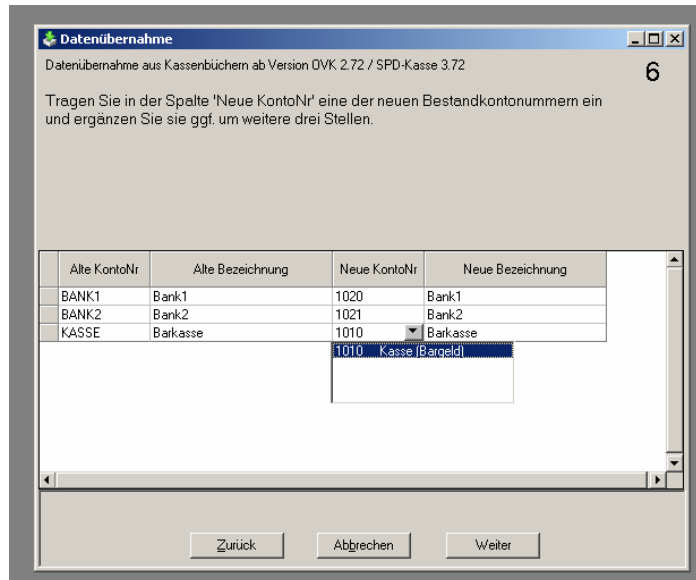 Datenübernahme
Datenübernahme aus Kassenbüchern ab Version OVK 2.72 / SPD-Kasse 3.72
6
Tragen Sie in der Spalte 'Neue KontoNr' eine der neuen Bestandkontonummern ein
und ergänzen Sie sie ggf. um weitere drei Stellen.
Alte KontoNr Alte Bezeichnung Neue KontoNr Neue Bezeichnung
BANK1 Bank1 1020 Bank1
BANK2 Bank2 1021 Bank2
KASSE Barkasse 1010 Barkasse
1010 Kasse (Bargeld)
Zurück Abbrechen Weiter